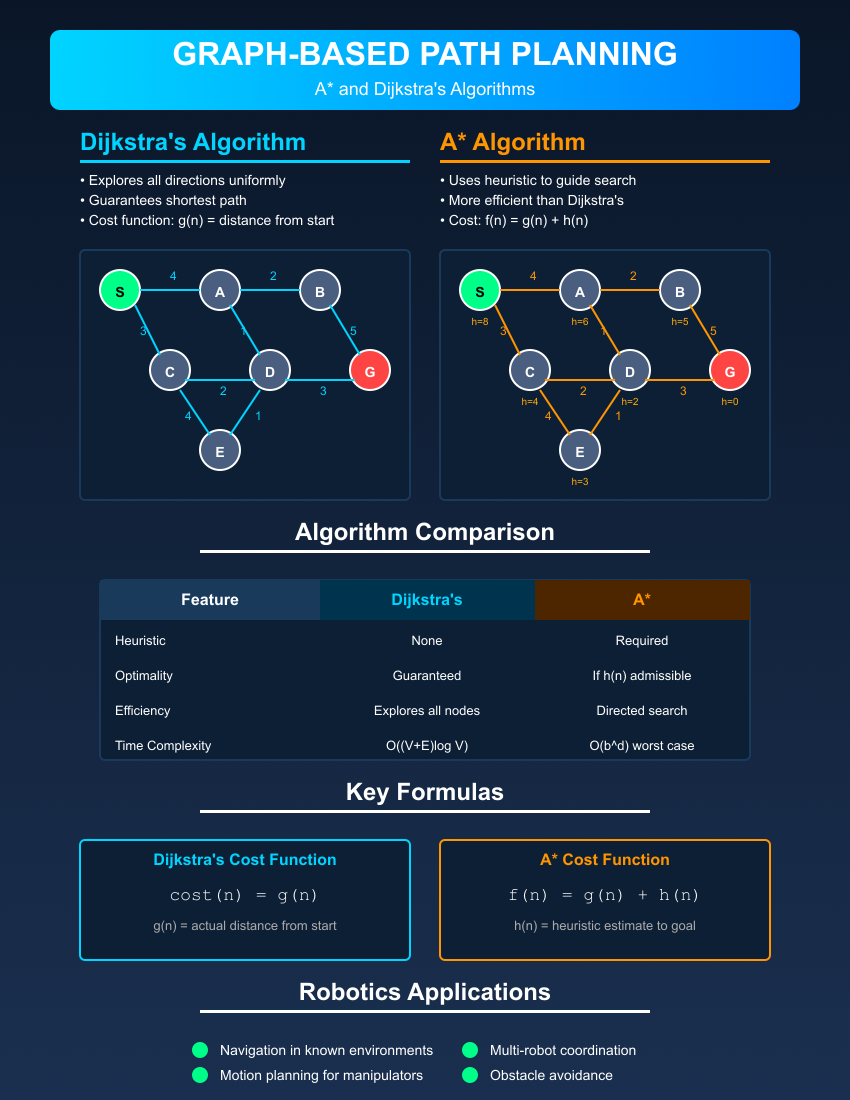 GRAPH-BASED PATH PLANNING
A* and Dijkstra's Algorithms
Dijkstra's Algorithm
• Explores all directions uniformly
• Guarantees shortest path
• Cost function: g(n) = distance from start
S
4
A
2
B
3
1
5
C
D
G
2
3
4
1
E
A* Algorithm
• Uses heuristic to guide search
• More efficient than Dijkstra's
• Cost: f(n) = g(n) + h(n)
S
4
A
2
B
h=8
h=6
h=5
3
1
5
C
D
G
2
3
h=4
h=2
h=0
4
1
E
h=3
Algorithm Comparison
Feature Dijkstra's A*
Heuristic None Required
Optimality Guaranteed If h(n) admissible
Efficiency Explores all nodes Directed search
Time Complexity O((V+E)log V) O(b^d) worst case
Key Formulas
Dijkstra's Cost Function
cost(n) = g(n)
g(n) = actual distance from start
A* Cost Function
f(n) = g(n) + h(n)
h(n) = heuristic estimate to goal
Robotics Applications
Navigation in known environments
Multi-robot coordination
Motion planning for manipulators
Obstacle avoidance